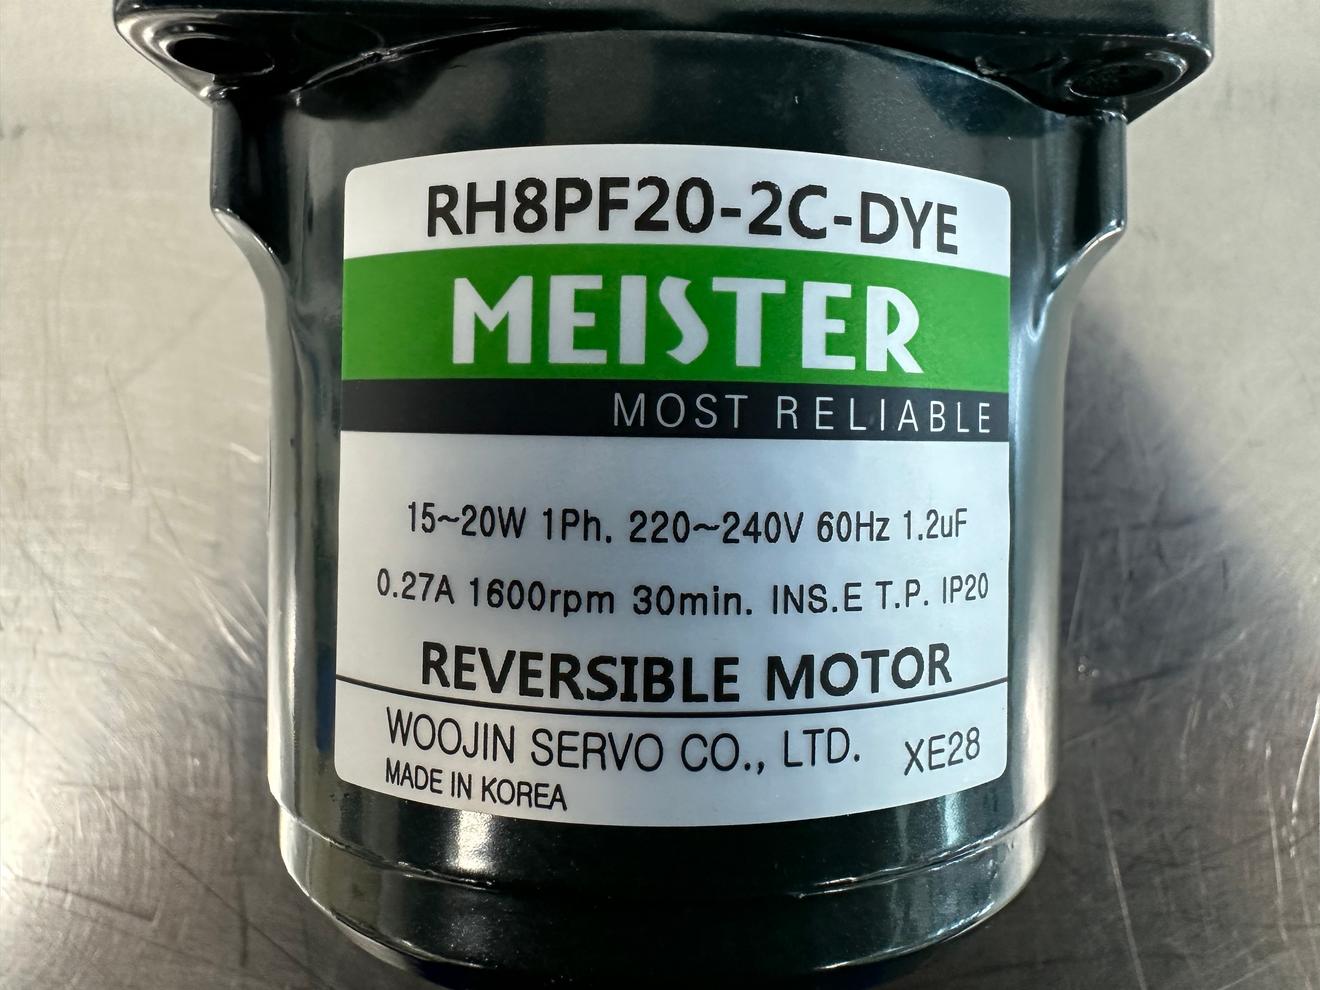 RH8PF20-2C-DYE
MEISTER
MOST RELIABLE
15~20W 1Ph. 220~240V 60Hz 1.2uF
0.27A 1600rpm 30min. INS.E T.P. IP20
REVERSIBLE MOTOR
WOOJIN SERVO CO., LTD. XE28
MADE IN KOREA